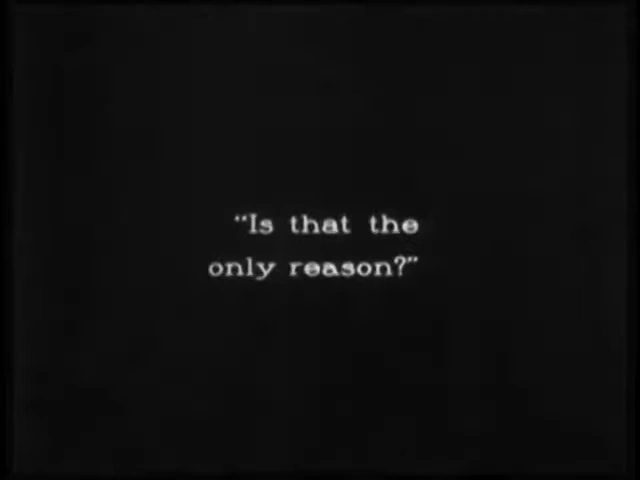 “Is that the
only reason?”